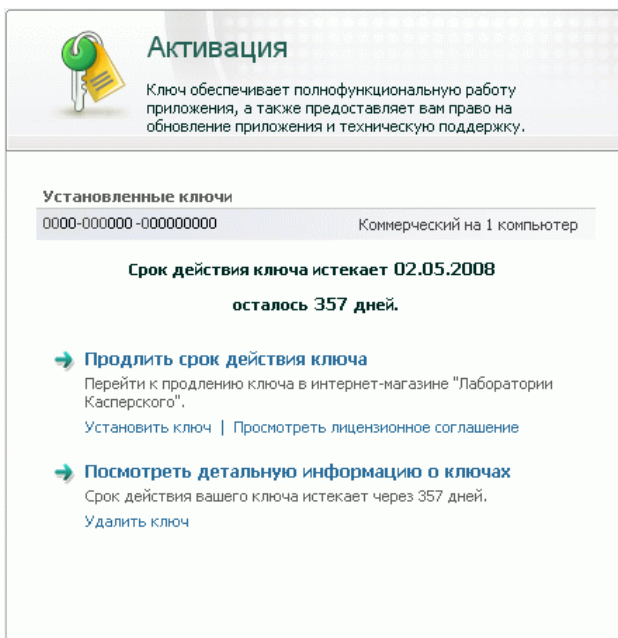 Активация
Ключ обеспечивает полнофункциональную работу
приложения, а также предоставляет вам право на
обновление приложения и техническую поддержку.
Установленные ключи
0000-000000 -000000000 Коммерческий на 1 компьютер
Срок действия ключа истекает 02.05.2008
осталось 357 дней.
Продлить срок действия ключа
Перейти к продлению ключа в интернет-магазине "Лаборатории
Касперского".
Установить ключ | Просмотреть лицензионное соглашение
Посмотреть детальную информацию о ключах
Срок действия вашего ключа истекает через 357 дней.
Удалить ключ